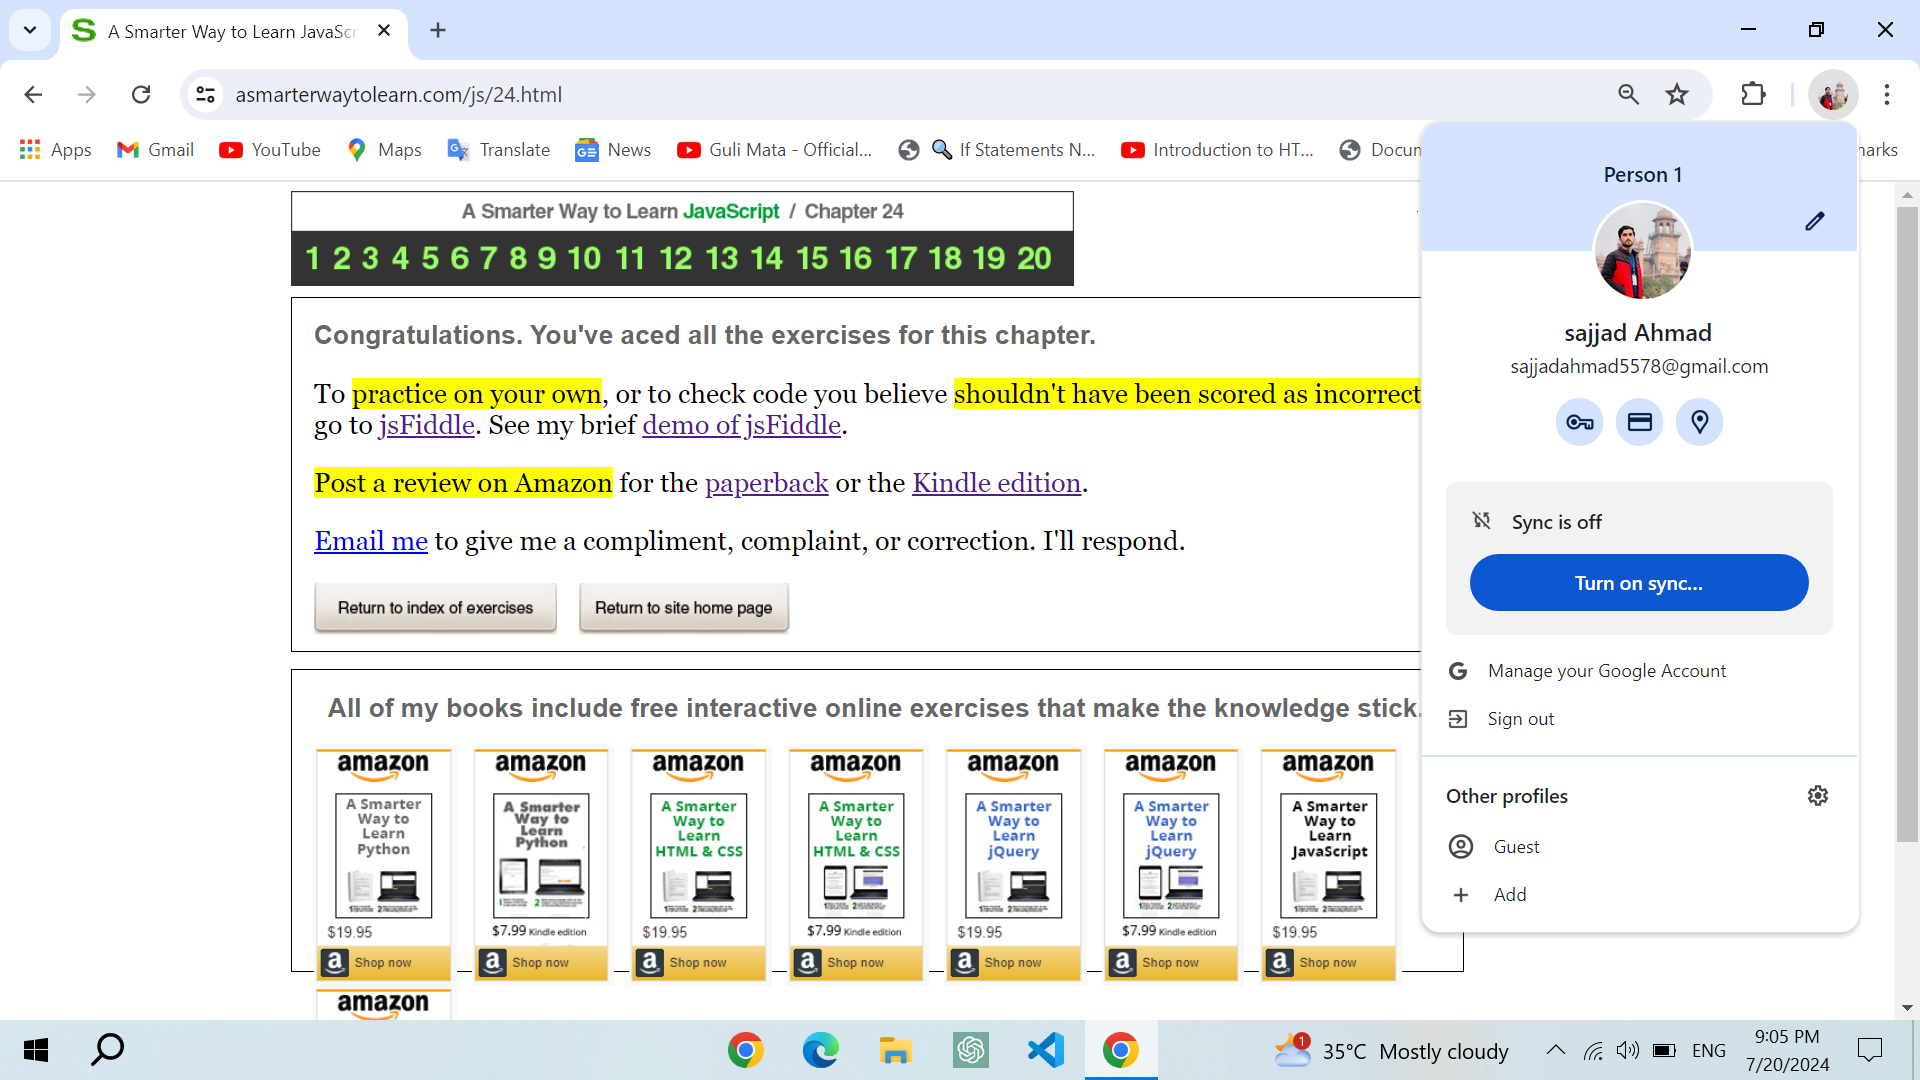 A Smarter Way to Learn JavaScr
asmarterwaytolearn.com/js/24.html
Apps Gmail YouTube Maps Translate News Guli Mata - Official... If Statements N... Introduction to HT... Docun arks
A Smarter Way to Learn JavaScript / Chapter 24
1 2 3 4 5 6 7 8 9 10 11 12 13 14 15 16 17 18 19 20
Congratulations. You've aced all the exercises for this chapter.
To practice on your own, or to check code you believe shouldn't have been scored as incorrect
go to jsFiddle. See my brief demo of jsFiddle.
Post a review on Amazon for the paperback or the Kindle edition.
Email me to give me a compliment, complaint, or correction. I'll respond.
Return to index of exercises Return to site home page
All of my books include free interactive online exercises that make the knowledge stick.
amazon amazon amazon amazon amazon amazon amazon
A Smarter A Smarter A Smarter A Smarter A Smarter A Smarter A Smarter
Way to Way to Way to Way to Way to Way to Way to
Learn Learn Learn Learn Learn Learn Learn
Python Python HTML & CSS HTML & CSS jQuery jQuery JavaScript
$19.95 $7.99 Kindle edition $19.95 $7.99 Kindle edition $19.95 $7.99 Kindle edition $19.95
Shop now Shop now Shop now Shop now Shop now Shop now Shop now
amazon
Person 1
sajjad Ahmad
sajjadahmad5578@gmail.com
Sync is off
Turn on sync...
Manage your Google Account
Sign out
Other profiles
Guest
Add
1 35°C Mostly cloudy ENG
9:05 PM
7/20/2024